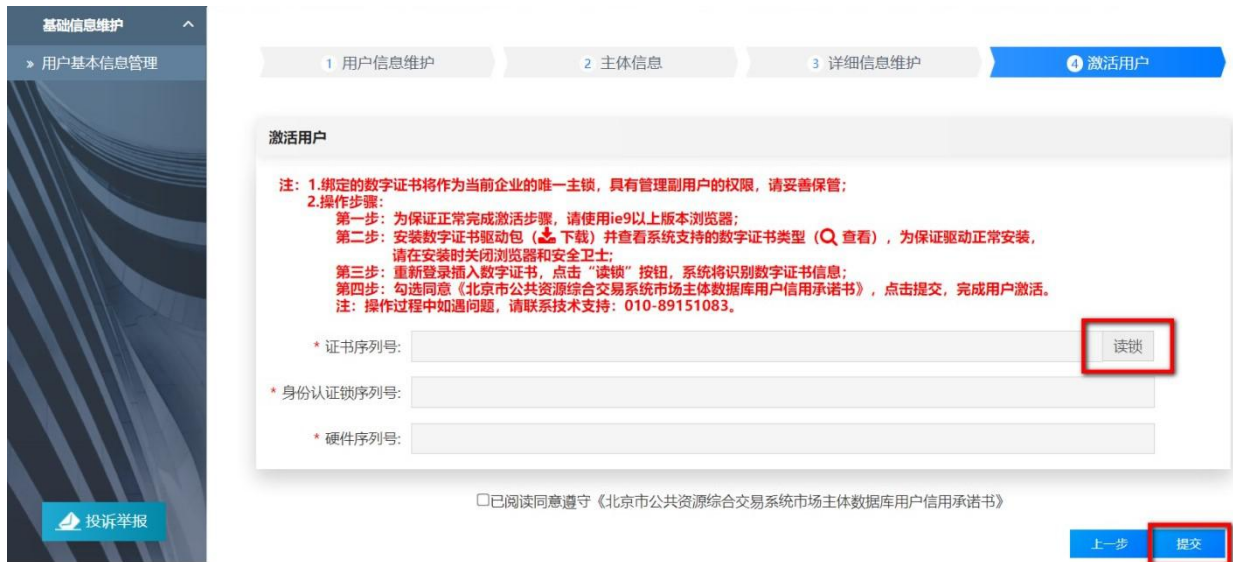 基础信息维护
» 用户基本信息管理
1 用户信息维护
2 主体信息
3 详细信息维护
4 激活用户
激活用户
注：1.绑定的数字证书将作为当前企业的唯一主锁，具有管理副用户的权限，请妥善保管；
2.操作步骤：
第一步：为保证正常完成激活步骤，请使用ie9以上版本浏览器；
第二步：安装数字证书驱动包（下载）并查看系统支持的数字证书类型（查看），为保证驱动正常安装，
请在安装时关闭浏览器和安全卫士；
第三步：重新登录插入数字证书，点击“读锁”按钮，系统将识别数字证书信息；
第四步：勾选同意《北京市公共资源综合交易系统市场主体数据库用户信用承诺书》，点击提交，完成用户激活。
注：操作过程中如遇问题，请联系技术支持：010-89151083。
* 证书序列号:
读锁
* 身份认证锁序列号:
* 硬件序列号:
已阅读同意遵守《北京市公共资源综合交易系统市场主体数据库用户信用承诺书》
投诉举报
上一步
提交